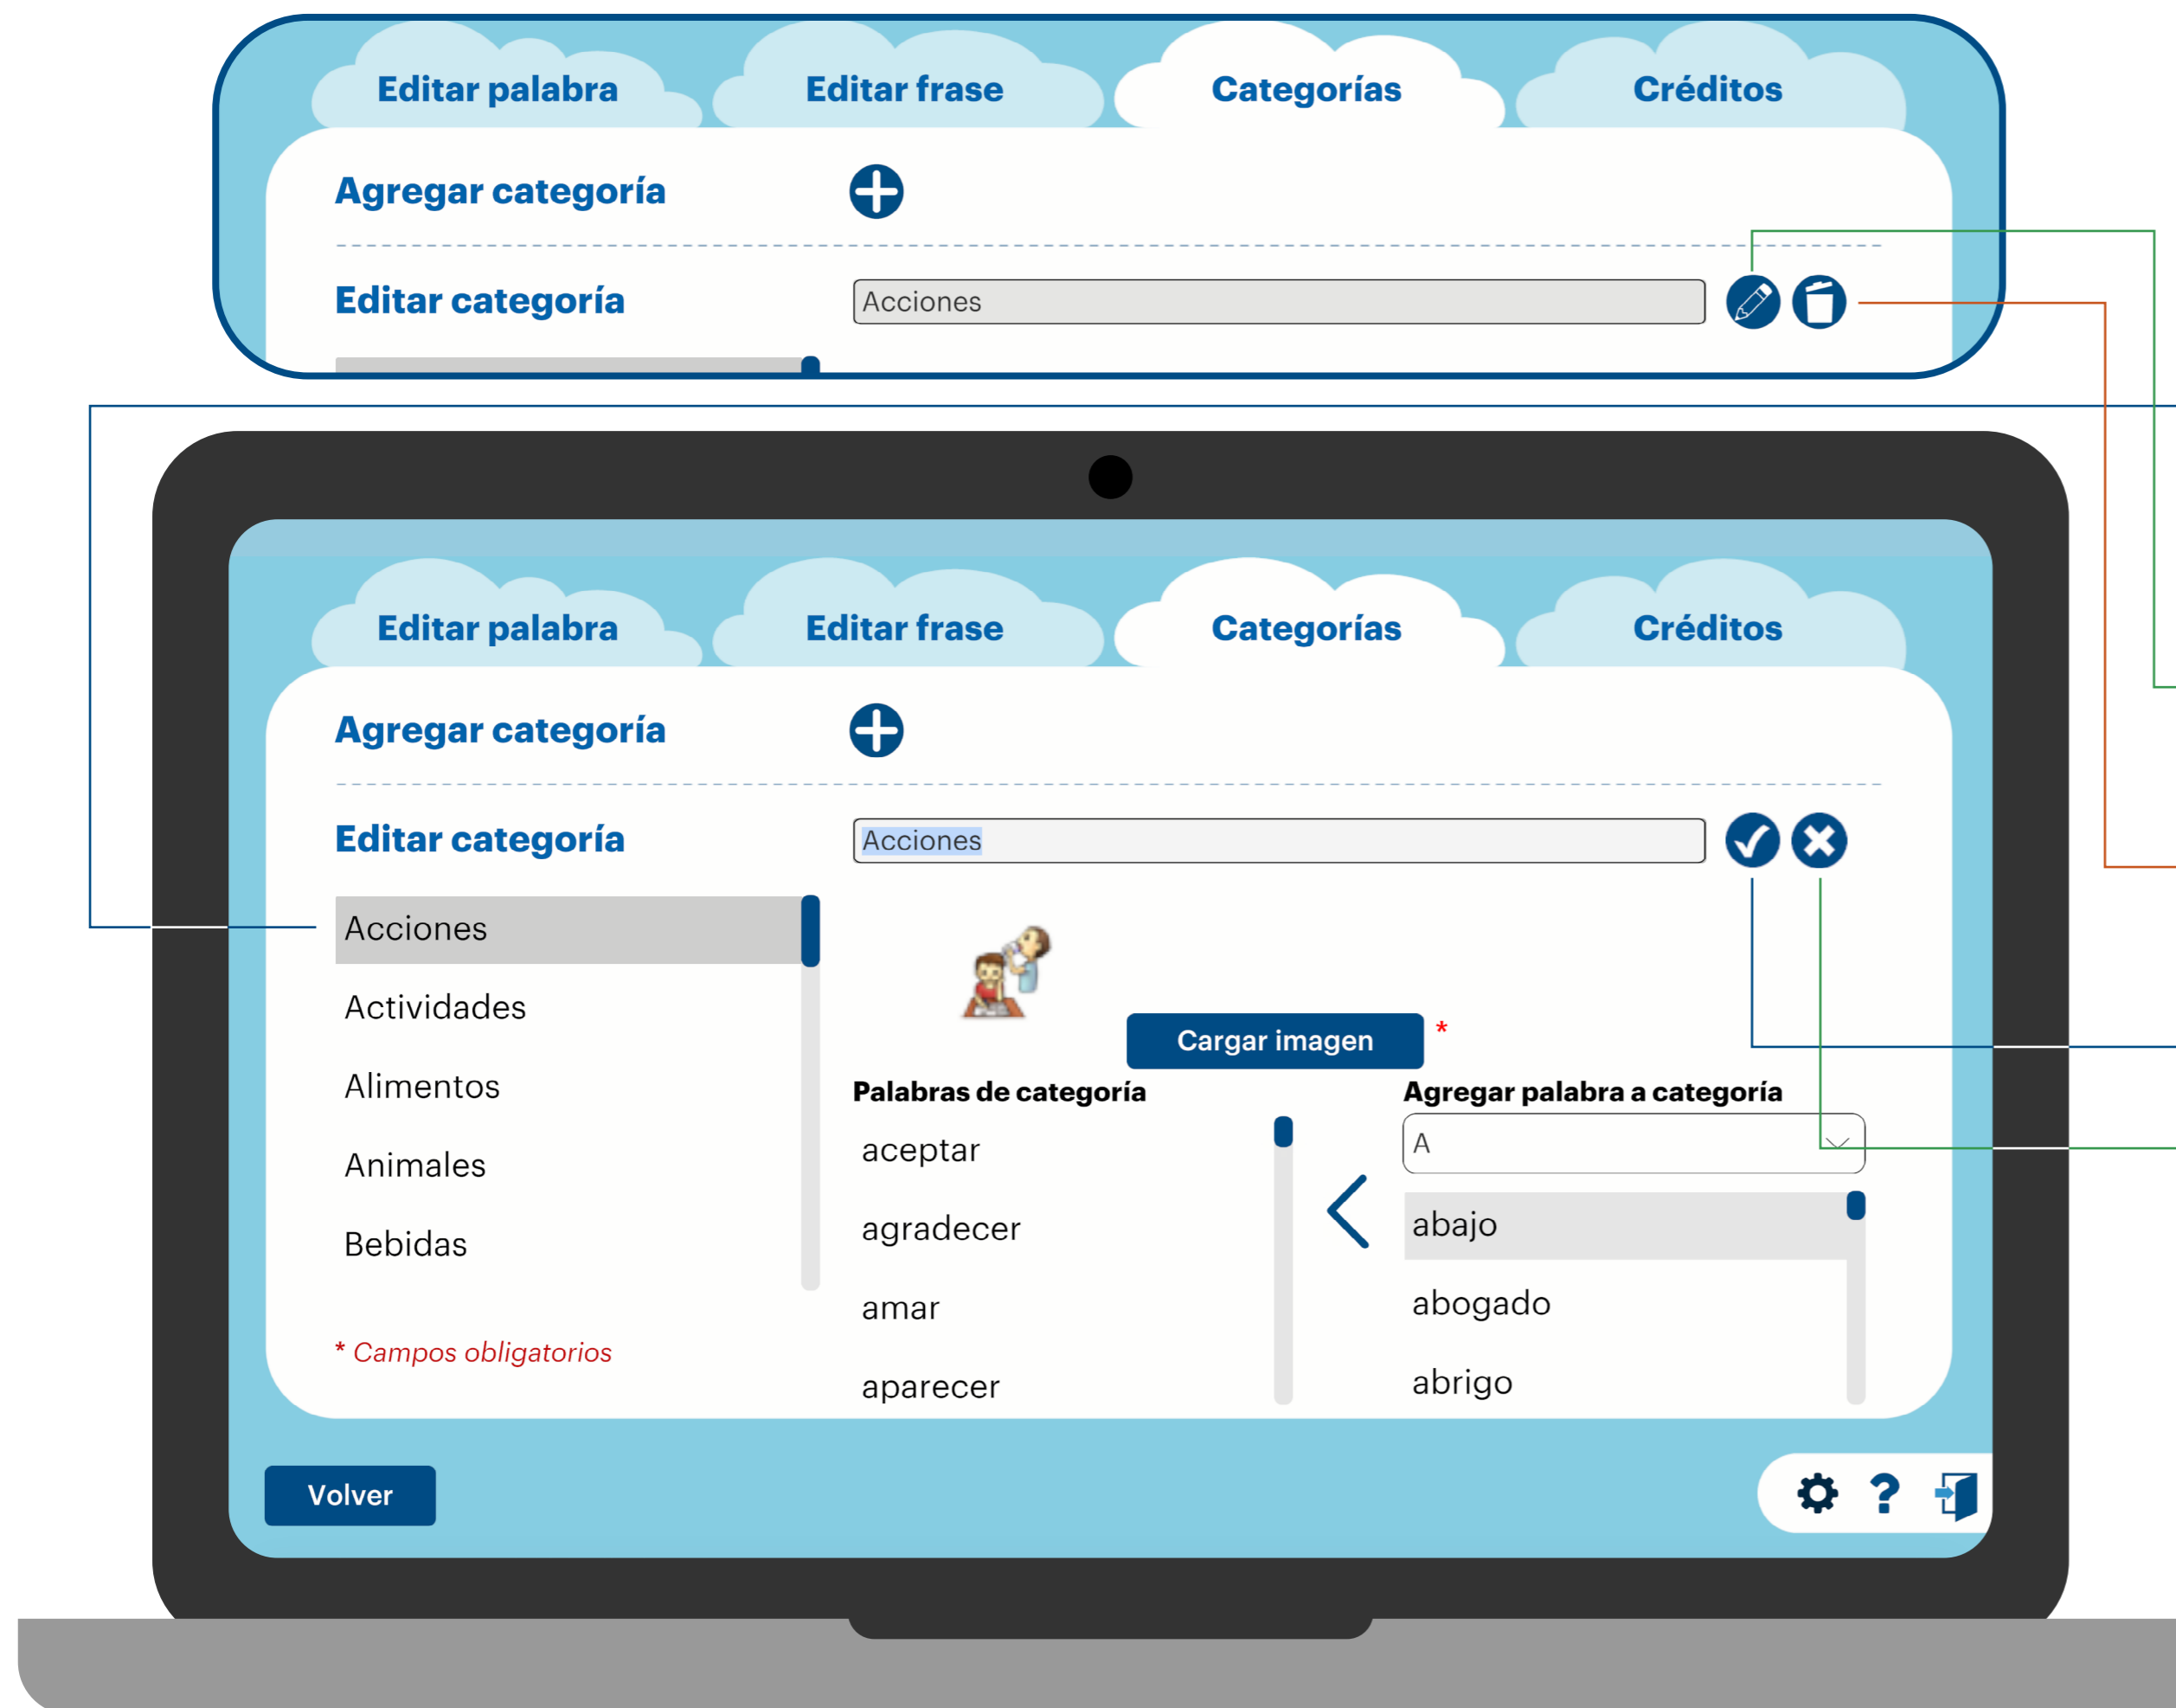 Editar palabra Editar frase Categorías Créditos
Agregar categoría
Editar categoría Acciones
Editar palabra Editar frase Categorías Créditos
Agregar categoría
Editar categoría Acciones
Acciones
Actividades
Alimentos
Animales
Bebidas
* Campos obligatorios
Cargar imagen *
Palabras de categoría
aceptar
agradecer
amar
aparecer
Agregar palabra a categoría
A
abajo
abogado
abrigo
Volver
?